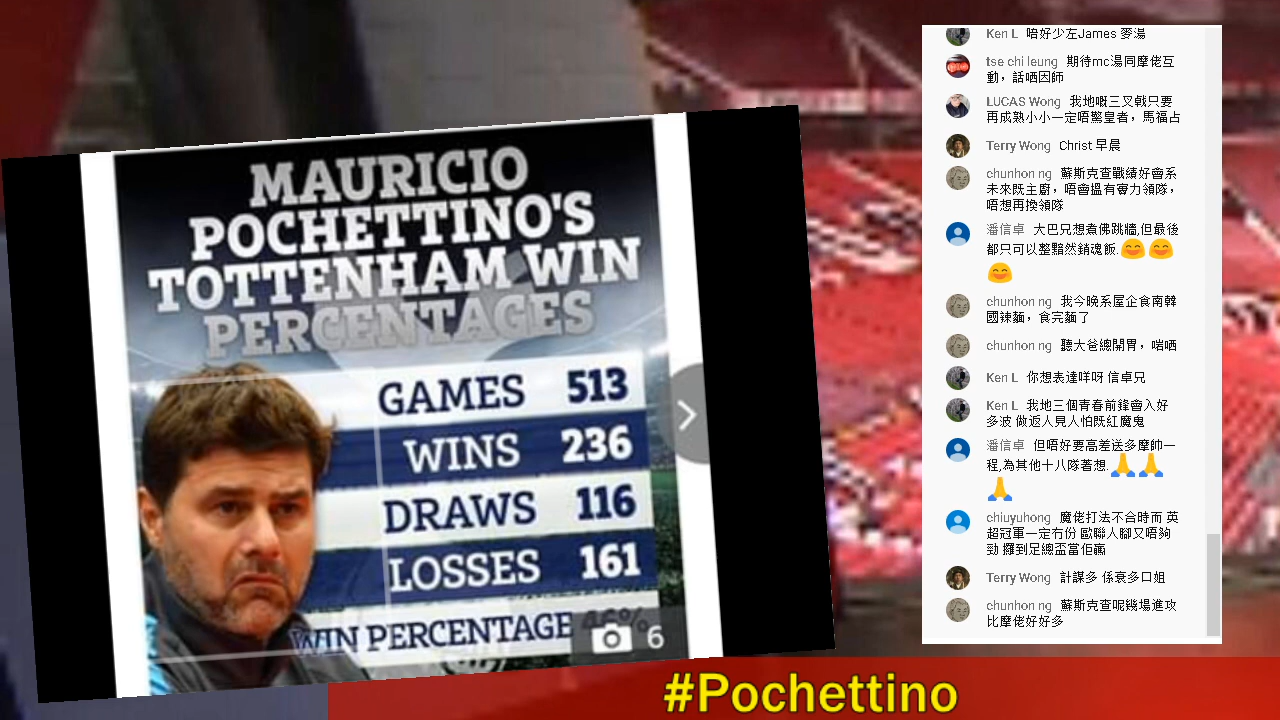 MAURICIO
POCHETTINO'S
TOTTENHAM WIN
PERCENTAGES
GAMES 513
WINS 236
DRAWS 116
LOSSES 161
WIN PERCENTAGE 46%
6
#Pochettino
Ken L 唔好少左James 麥湯
tse chi leung 期待mc湯同摩佬互
動，話晒因師
LUCAS Wong 我地嘅三叉戟只要
再成熟小小一定唔驚皇者，馬福占
Terry Wong Christ 早晨
chunhon ng 蘇斯克查戰績好會系
未來既主廚，唔會搵有實力領隊，
唔想再換領隊
潘信卓 大巴兄想煮佛跳牆,但最後
都只可以整黯然銷魂飯
chunhon ng 我今晚系屋企食南韓
國辣麵，食完麵了
chunhon ng 聽大爸總開胃，啱晒
Ken L 你想表達咩呀 信卓兄
Ken L 我地三個青春前鋒會入好
多波 做返人見人怕既紅魔鬼
潘信卓 但唔好要高差送多摩帥一
程,為其他十八隊著想
chiuyuhong 魔佬打法不合時而 英
超冠軍一定冇份 歐聯人腳又唔夠
勁 攞到足總盃當佢贏
Terry Wong 計媒多 係衰多口姐
chunhon ng 蘇斯克查呢幾場進攻
比摩佬好好多